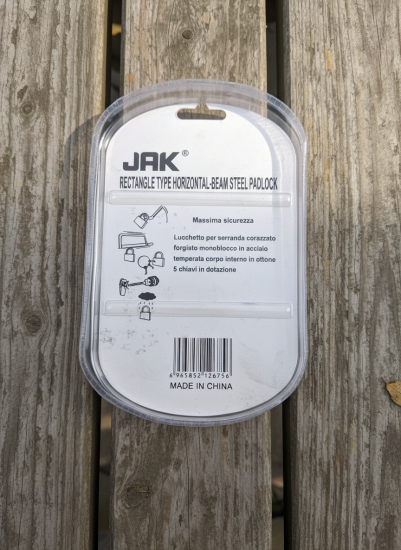 JAK®
RECTANGLE TYPE HORIZONTAL-BEAM STEEL PADLOCK
Massima sicurezza
Lucchetto per serranda corazzato
forgiato monoblocco in acciaio
temperata corpo interno in ottone
5 chiavi in dotazione
6 965852 126756
MADE IN CHINA